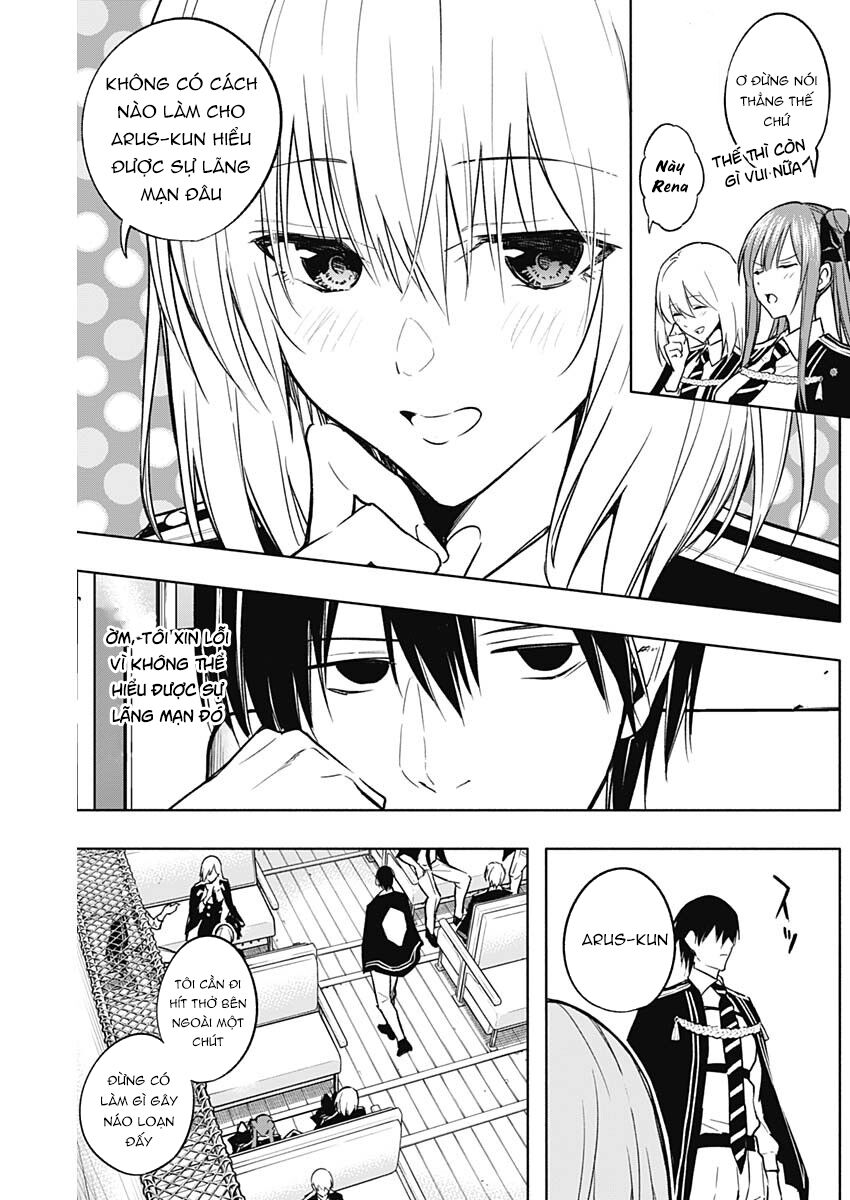 Ơ ĐỪNG NÓI
THẲNG THẾ
CHỨ
THẾ THÌ CÒN
GÌ VUI NỮA
Này
Rena
KHÔNG CÓ CÁCH
NÀO LÀM CHO
ARUS-KUN HIỂU
ĐƯỢC SỰ LÃNG
MẠN ĐÂU
ỜM, TÔI XIN LỖI
VÌ KHÔNG THỂ
HIỂU ĐƯỢC SỰ
LÃNG MẠN ĐÓ
ARUS-KUN
スッ
TÔI CẦN ĐI
HÍT THỞ BÊN
NGOÀI MỘT
CHÚT
ĐỪNG CÓ
LÀM GÌ GÂY
NÁO LOẠN
ĐẤY